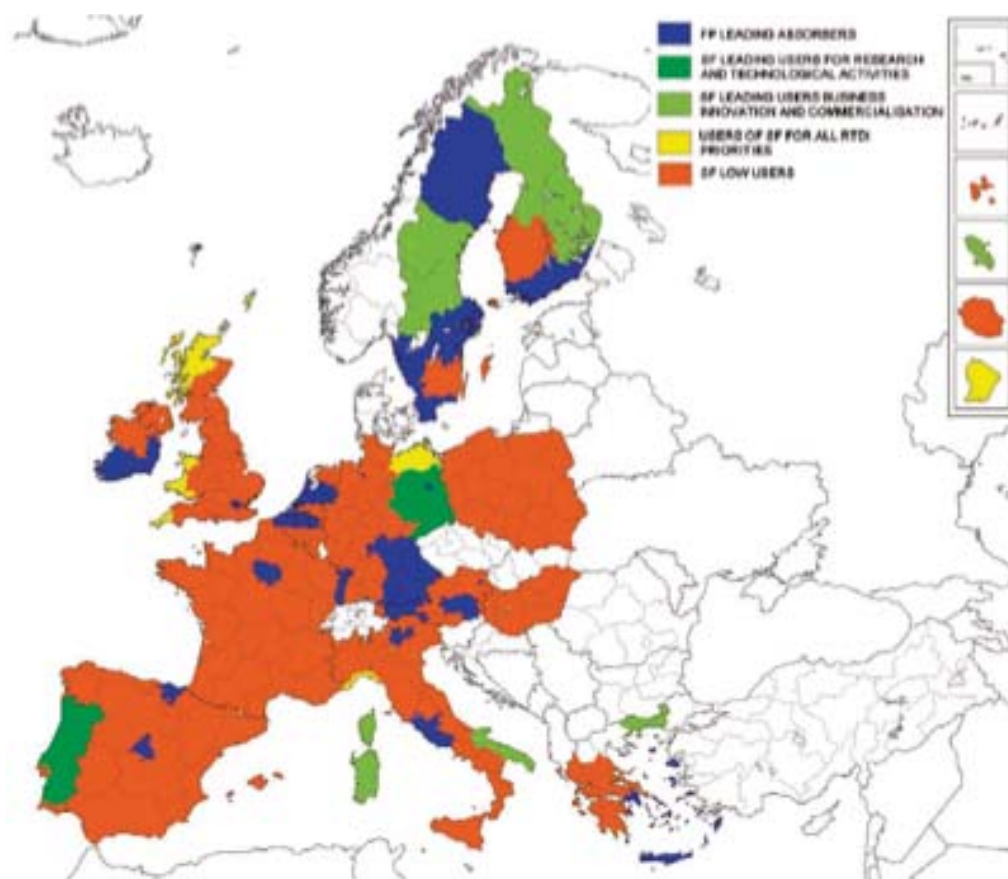 FP LEADING ABSORBERS
SF LEADING USERS FOR RESEARCH
AND TECHNOLOGICAL ACTIVITIES
SF LEADING USERS BUSINESS
INNOVATION AND COMMERCIALISATION
USERS OF SF FOR ALL RTDI
PRIORITIES
SF LOW USERS